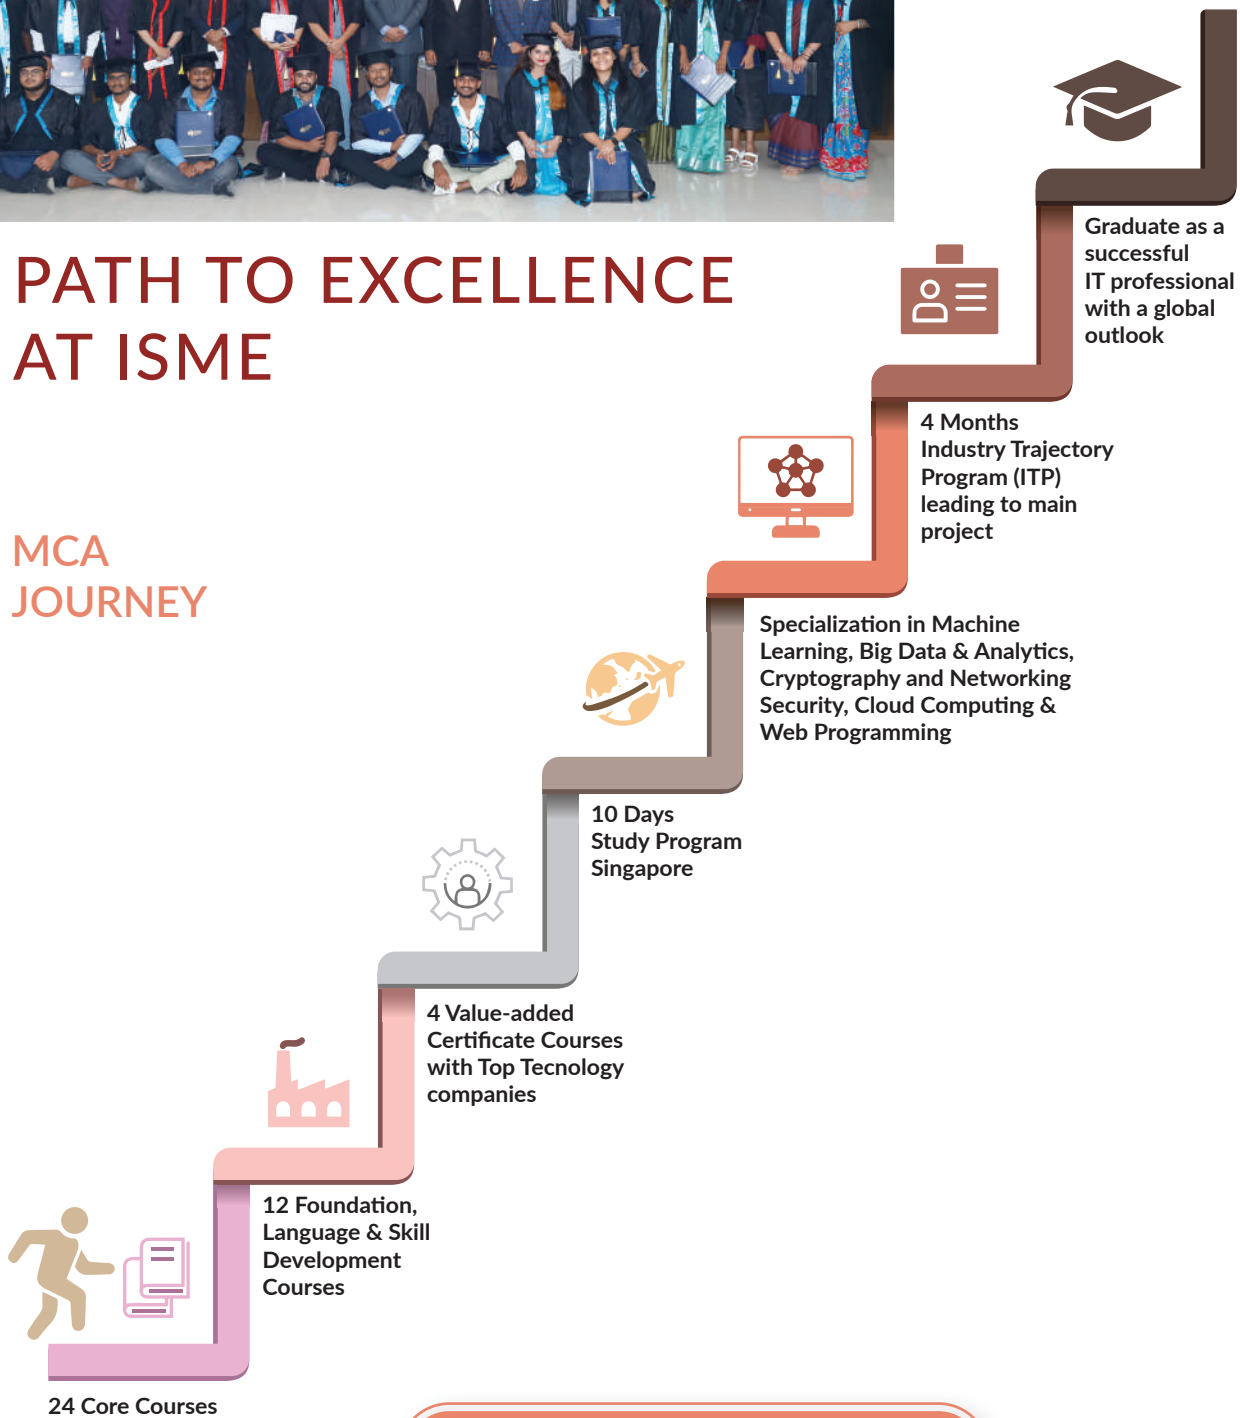 PATH TO EXCELLENCE
AT ISME
MCA
JOURNEY
Graduate as a
successful
IT professional
with a global
outlook
4 Months
Industry Trajectory
Program (ITP)
leading to main
project
Specialization in Machine
Learning, Big Data & Analytics,
Cryptography and Networking
Security, Cloud Computing &
Web Programming
10 Days
Study Program
Singapore
4 Value-added
Certificate Courses
with Top Tecnology
companies
12 Foundation,
Language & Skill
Development
Courses
24 Core Courses